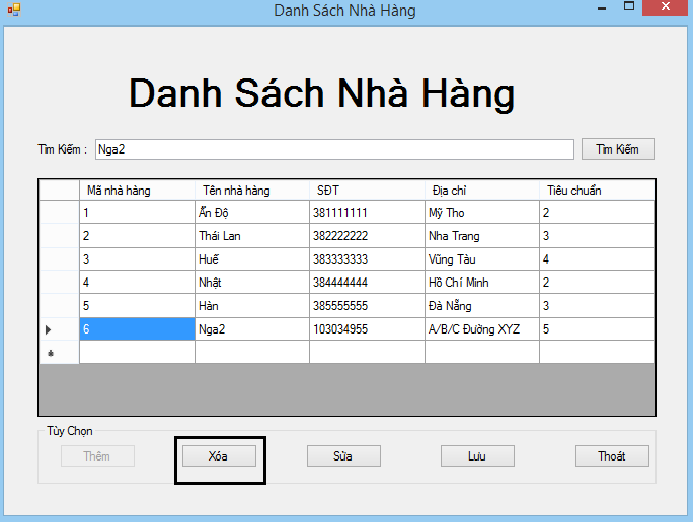 Danh Sách Nhà Hàng
Danh Sách Nhà Hàng
Tìm Kiếm : Nga2 Tìm Kiếm
Mã nhà hàng Tên nhà hàng SĐT Địa chỉ Tiêu chuẩn
1 Ấn Độ 381111111 Mỹ Tho 2
2 Thái Lan 382222222 Nha Trang 3
3 Huế 383333333 Vũng Tàu 4
4 Nhật 384444444 Hồ Chí Minh 2
5 Hàn 385555555 Đà Nẵng 3
6 Nga2 103034955 A/B/C Đường XYZ 5
Tùy Chọn
Thêm Xóa Sửa Lưu Thoát